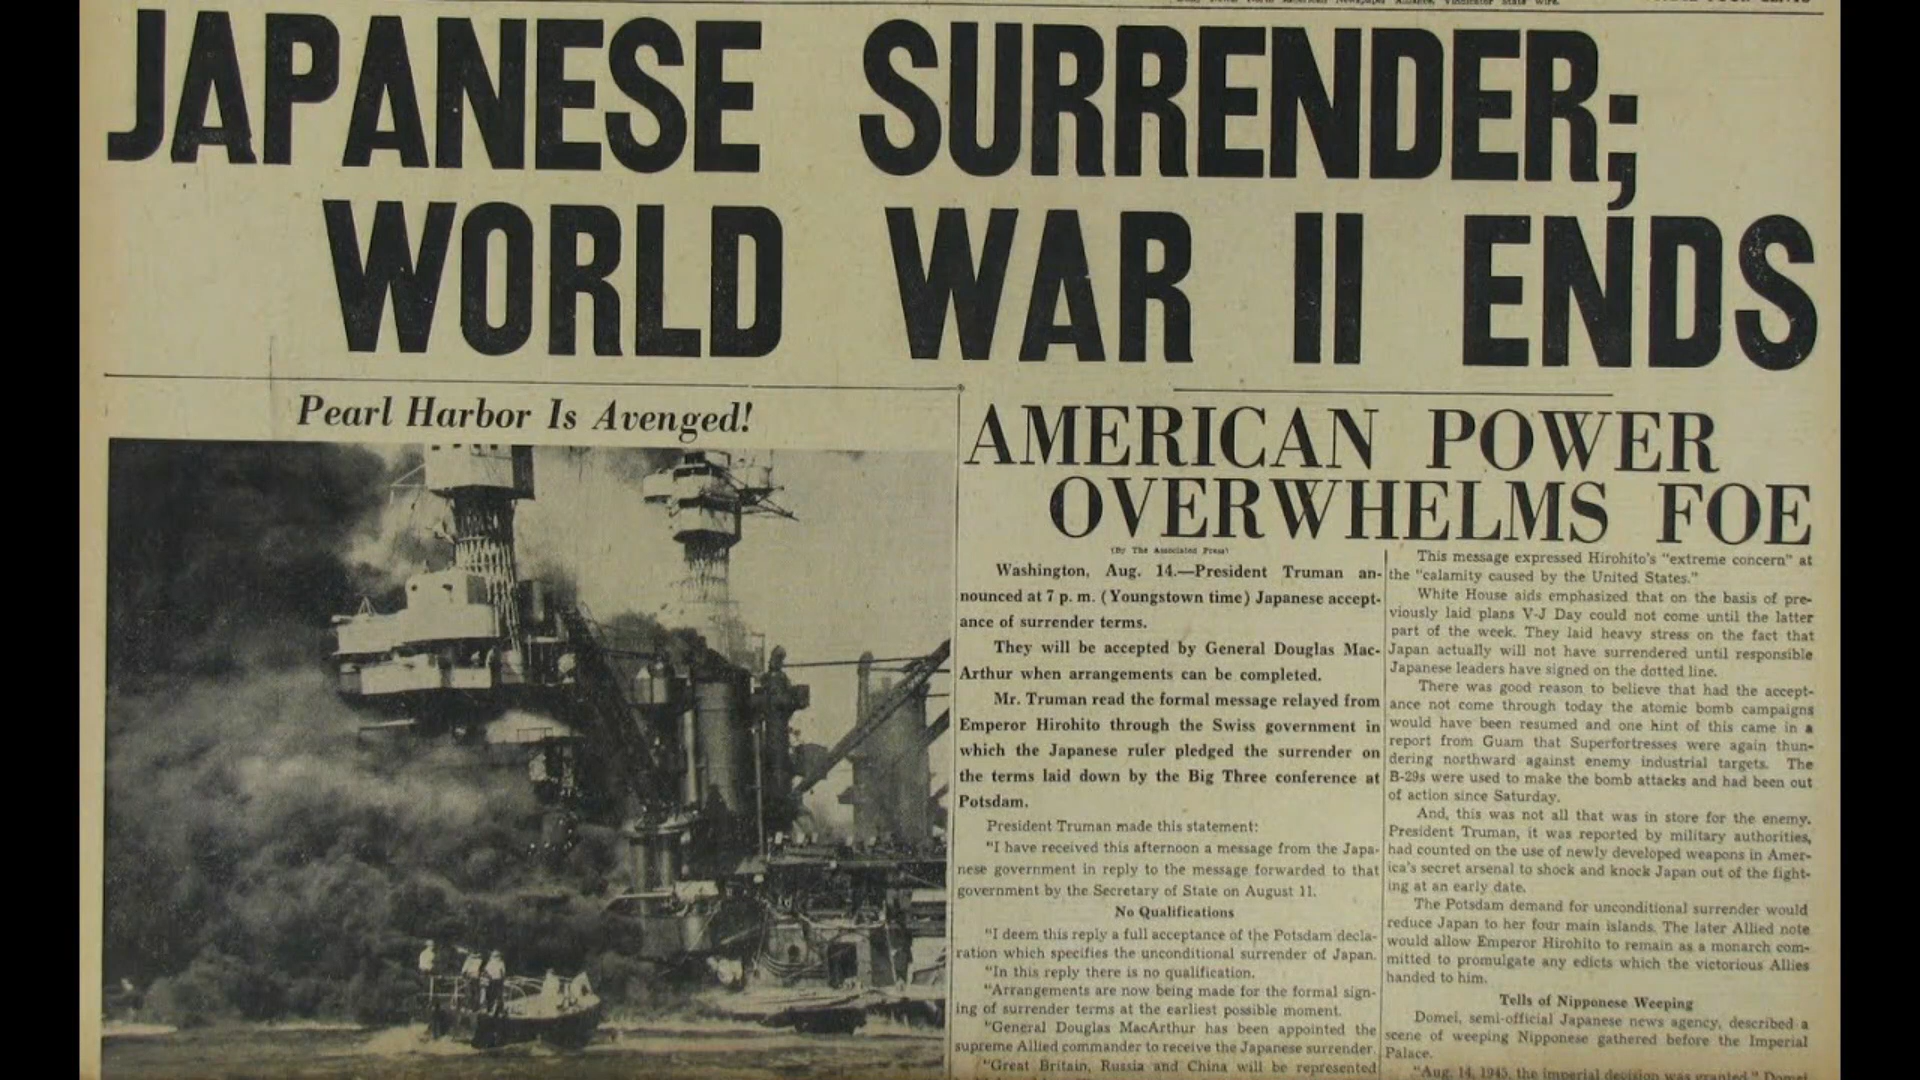 JAPANESE SURRENDER;
WORLD WAR II ENDS
Pearl Harbor Is Avenged!
AMERICAN POWER
OVERWHELMS FOE
(By The Associated Press)
Washington, Aug. 14.—President Truman an-
nounced at 7 p. m. (Youngstown time) Japanese accept-
ance of surrender terms.
They will be accepted by General Douglas Mac-
Arthur when arrangements can be completed.
Mr. Truman read the formal message relayed from
Emperor Hirohito through the Swiss government in
which the Japanese ruler pledged the surrender on
the terms laid down by the Big Three conference at
Potsdam.
President Truman made this statement:
"I have received this afternoon a message from the Japa-
nese government in reply to the message forwarded to that
government by the Secretary of State on August 11.
No Qualifications
"I deem this reply a full acceptance of the Potsdam decla-
ration which specifies the unconditional surrender of Japan.
"In this reply there is no qualification.
"Arrangements are now being made for the formal sign-
ing of surrender terms at the earliest possible moment.
"General Douglas MacArthur has been appointed the
supreme Allied commander to receive the Japanese surrender.
"Great Britain, Russia and China will be represented
This message expressed Hirohito's "extreme concern" at
the "calamity caused by the United States."
White House aids emphasized that on the basis of pre-
viously laid plans V-J Day could not come until the latter
part of the week. They laid heavy stress on the fact that
Japan actually will not have surrendered until responsible
Japanese leaders have signed on the dotted line.
There was good reason to believe that had the accept-
ance not come through today the atomic bomb campaigns
would have been resumed and one hint of this came in a
report from Guam that Superfortresses were again thun-
dering northward against enemy industrial targets. The
B-29s were used to make the bomb attacks and had been out
of action since Saturday.
And, this was not all that was in store for the enemy.
President Truman, it was reported by military authorities,
had counted on the use of newly developed weapons in Amer-
ica's secret arsenal to shock and knock Japan out of the fight-
ing at an early date.
The Potsdam demand for unconditional surrender would
reduce Japan to her four main islands. The later Allied note
would allow Emperor Hirohito to remain as a monarch com-
mitted to promulgate any edicts which the victorious Allies
handed to him.
Tells of Nipponese Weeping
Domei, semi-official Japanese news agency, described a
scene of weeping Nipponese gathered before the Imperial
Palace.
"Aug. 14, 1945, the imperial decision was granted," Domei